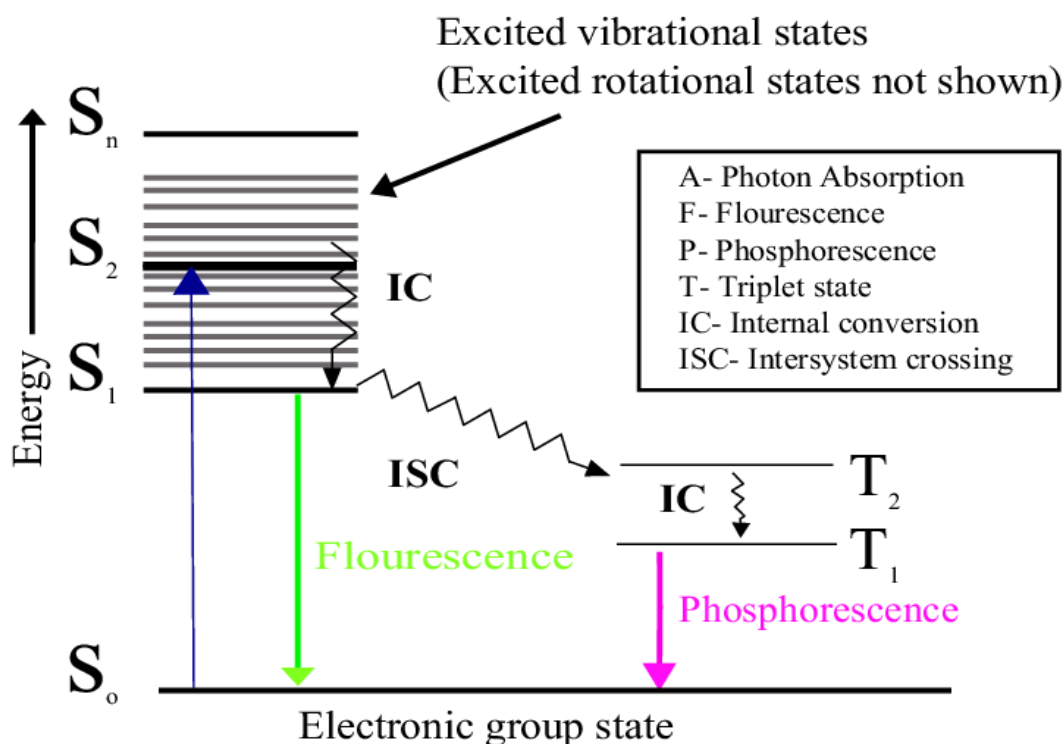 Excited vibrational states
(Excited rotational states not shown)
Energy
Sn
S2
S1
So
IC
ISC
IC
T2
T1
Flourescence
Phosphorescence
Electronic group state
A- Photon Absorption
F- Flourescence
P- Phosphorescence
T- Triplet state
IC- Internal conversion
ISC- Intersystem crossing